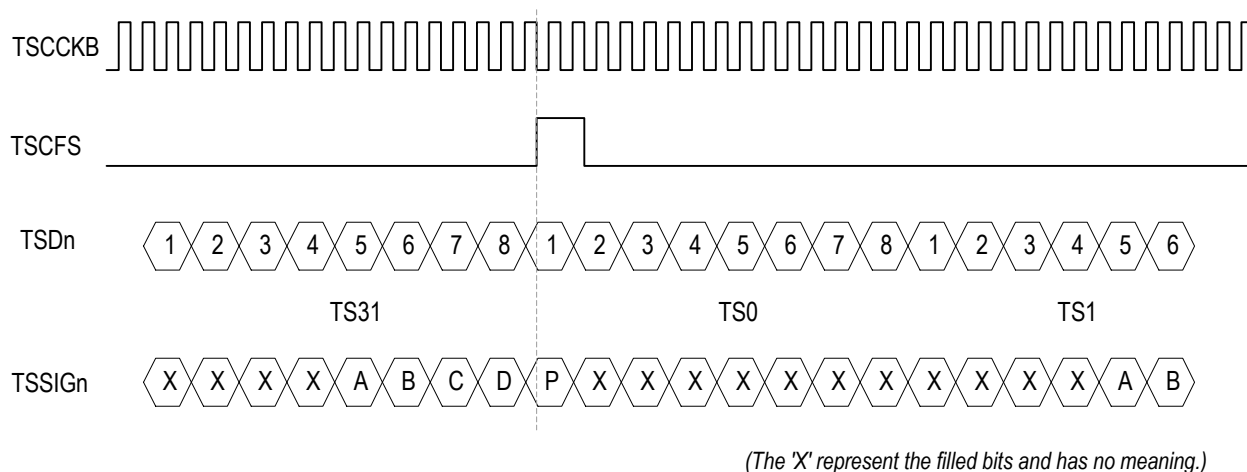 TSCCKB
TSCFS
TSDn 1 2 3 4 5 6 7 8 1 2 3 4 5 6 7 8 1 2 3 4 5 6
TS31 TS0 TS1
TSSIGn X X X X A B C D P X X X X X X X X X X X A B
(The 'X' represent the filled bits and has no meaning.)